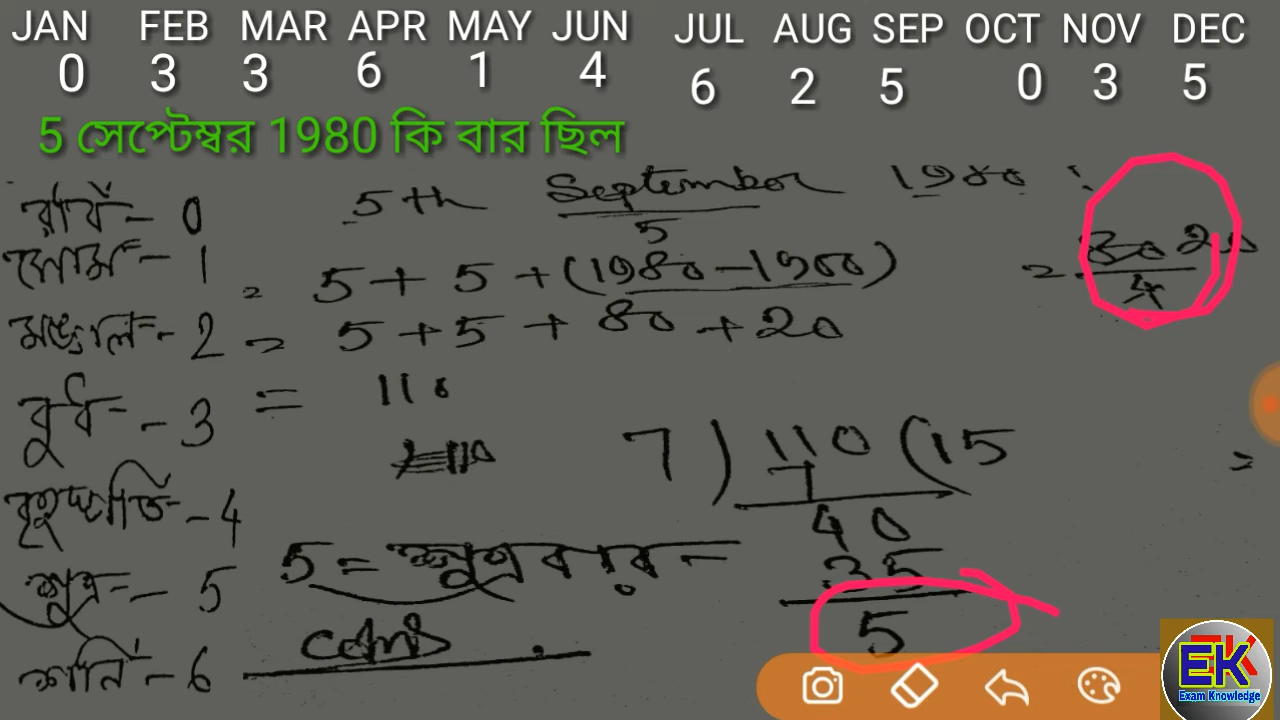 JAN FEB MAR APR MAY JUN JUL AUG SEP OCT NOV DEC
0 3 3 6 1 4 6 2 5 0 3 5
5 সেপ্টেম্বর 1980 কি বার ছিল
রবি - 0
5th September 1980
5
80 20
= 4
সোম - 1
= 5 + 5 + (1980 - 1900)
মঙ্গল - 2
= 5 + 5 + 80 + 20
বুধ - 3
= 110
7 ) 110 ( 15
7
=
বৃহস্পতি - 4
40
5 = শুক্রবার -
35
শুক্র - 5
5
ans .
শনি - 6
EK
Exam Knowledge